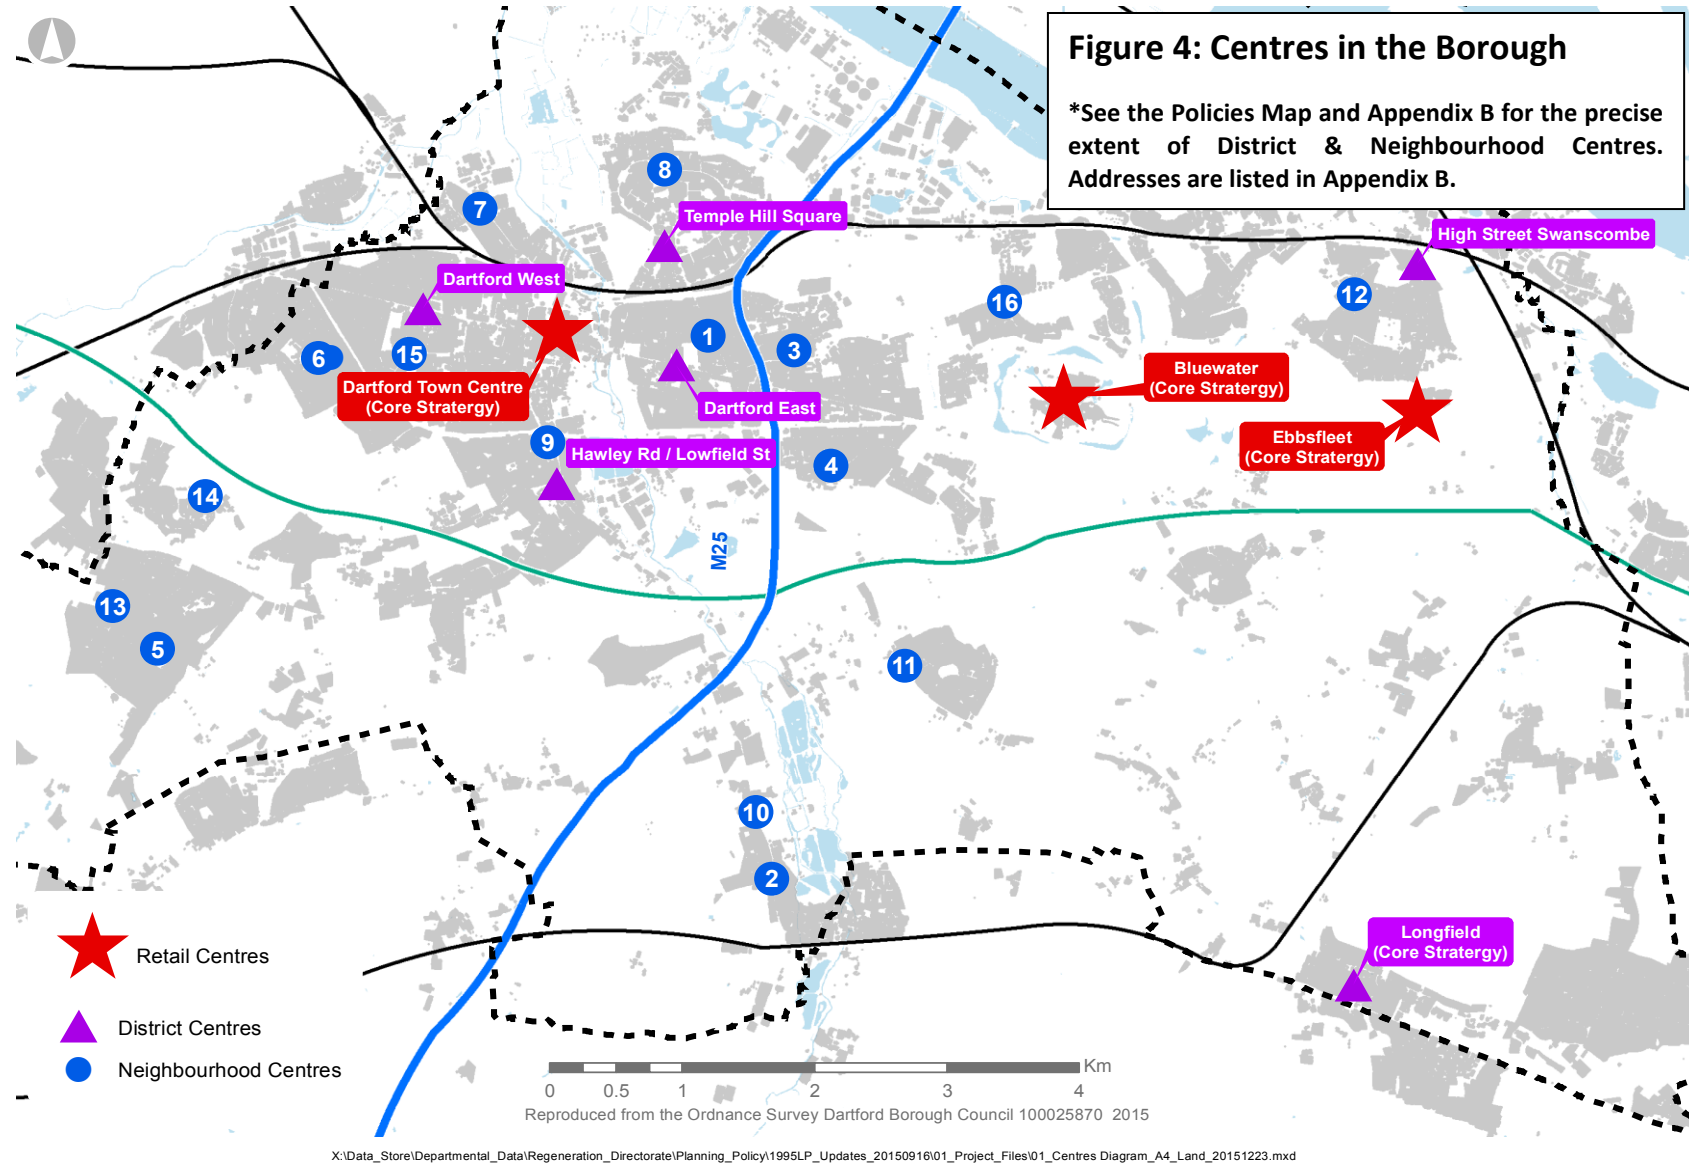 Figure 4: Centres in the Borough
*See the Policies Map and Appendix B for the precise
extent of District & Neighbourhood Centres.
Addresses are listed in Appendix B.
8
7
Temple Hill Square
High Street Swanscombe
Dartford West
12
16
1
3
6
15
Dartford Town Centre
(Core Stratergy)
Bluewater
(Core Stratergy)
Dartford East
9
Hawley Rd / Lowfield St
Ebbsfleet
(Core Stratergy)
4
14
M25
13
5
11
10
2
Longfield
(Core Stratergy)
Retail Centres
District Centres
Neighbourhood Centres
Km
0 0.5 1 2 3 4
Reproduced from the Ordnance Survey Dartford Borough Council 100025870 2015
X:\Data_Store\Departmental_Data\Regeneration_Directorate\Planning_Policy\1995LP_Updates_20150916\01_Project_Files\01_Centres Diagram_A4_Land_20151223.mxd